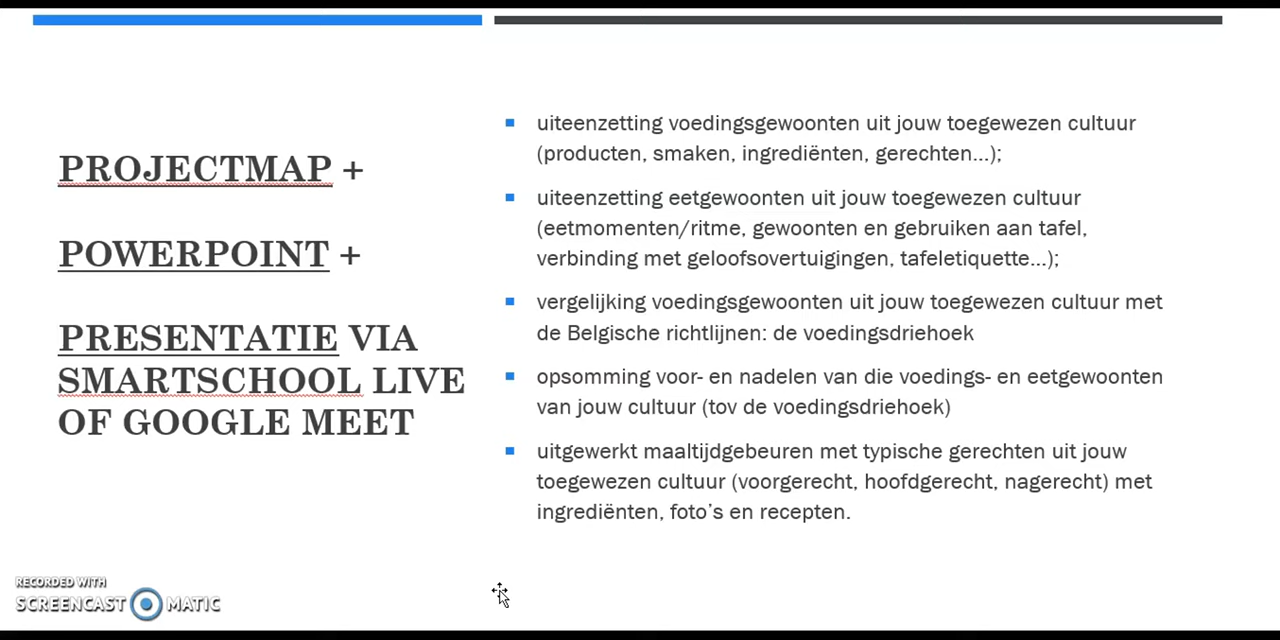 PROJECTMAP +
POWERPOINT +
PRESENTATIE VIA
SMARTSCHOOL LIVE
OF GOOGLE MEET
uiteenzetting voedingsgewoonten uit jouw toegewezen cultuur
(producten, smaken, ingrediënten, gerechten…);
uiteenzetting eetgewoonten uit jouw toegewezen cultuur
(eetmomenten/ritme, gewoonten en gebruiken aan tafel,
verbinding met geloofsovertuigingen, tafeletiquette…);
vergelijking voedingsgewoonten uit jouw toegewezen cultuur met
de Belgische richtlijnen: de voedingsdriehoek
opsomming voor- en nadelen van die voedings- en eetgewoonten
van jouw cultuur (tov de voedingsdriehoek)
uitgewerkt maaltijdgebeuren met typische gerechten uit jouw
toegewezen cultuur (voorgerecht, hoofdgerecht, nagerecht) met
ingrediënten, foto’s en recepten.
RECORDED WITH
SCREENCAST MATIC